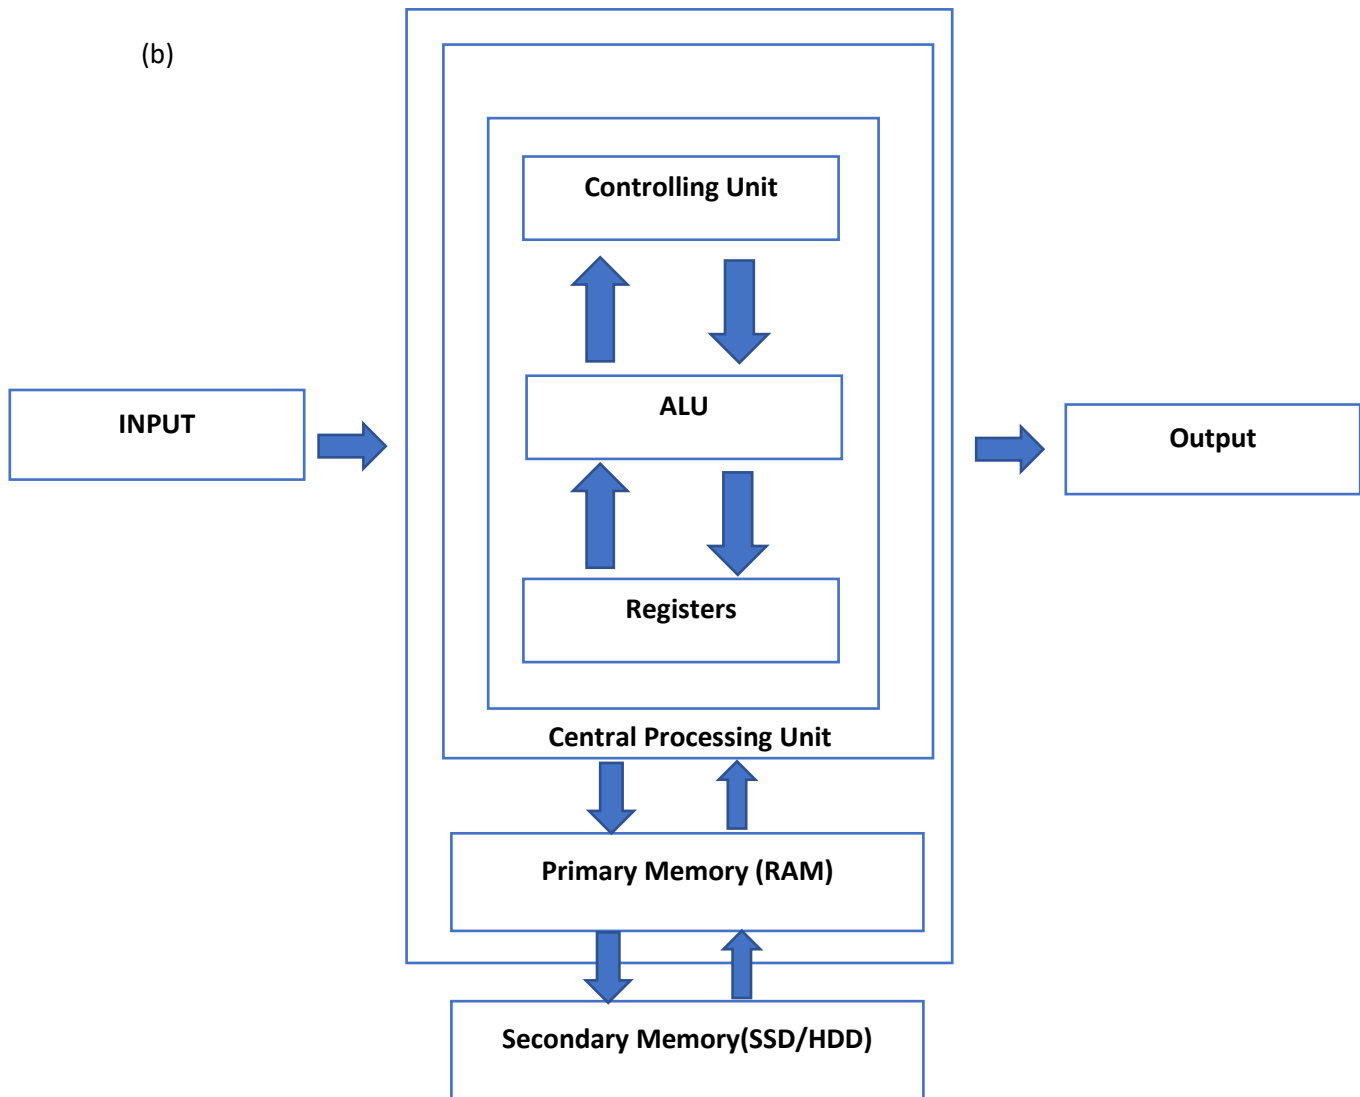 (b)
Controlling Unit
INPUT
ALU
Output
Registers
Central Processing Unit
Primary Memory (RAM)
Secondary Memory(SSD/HDD)